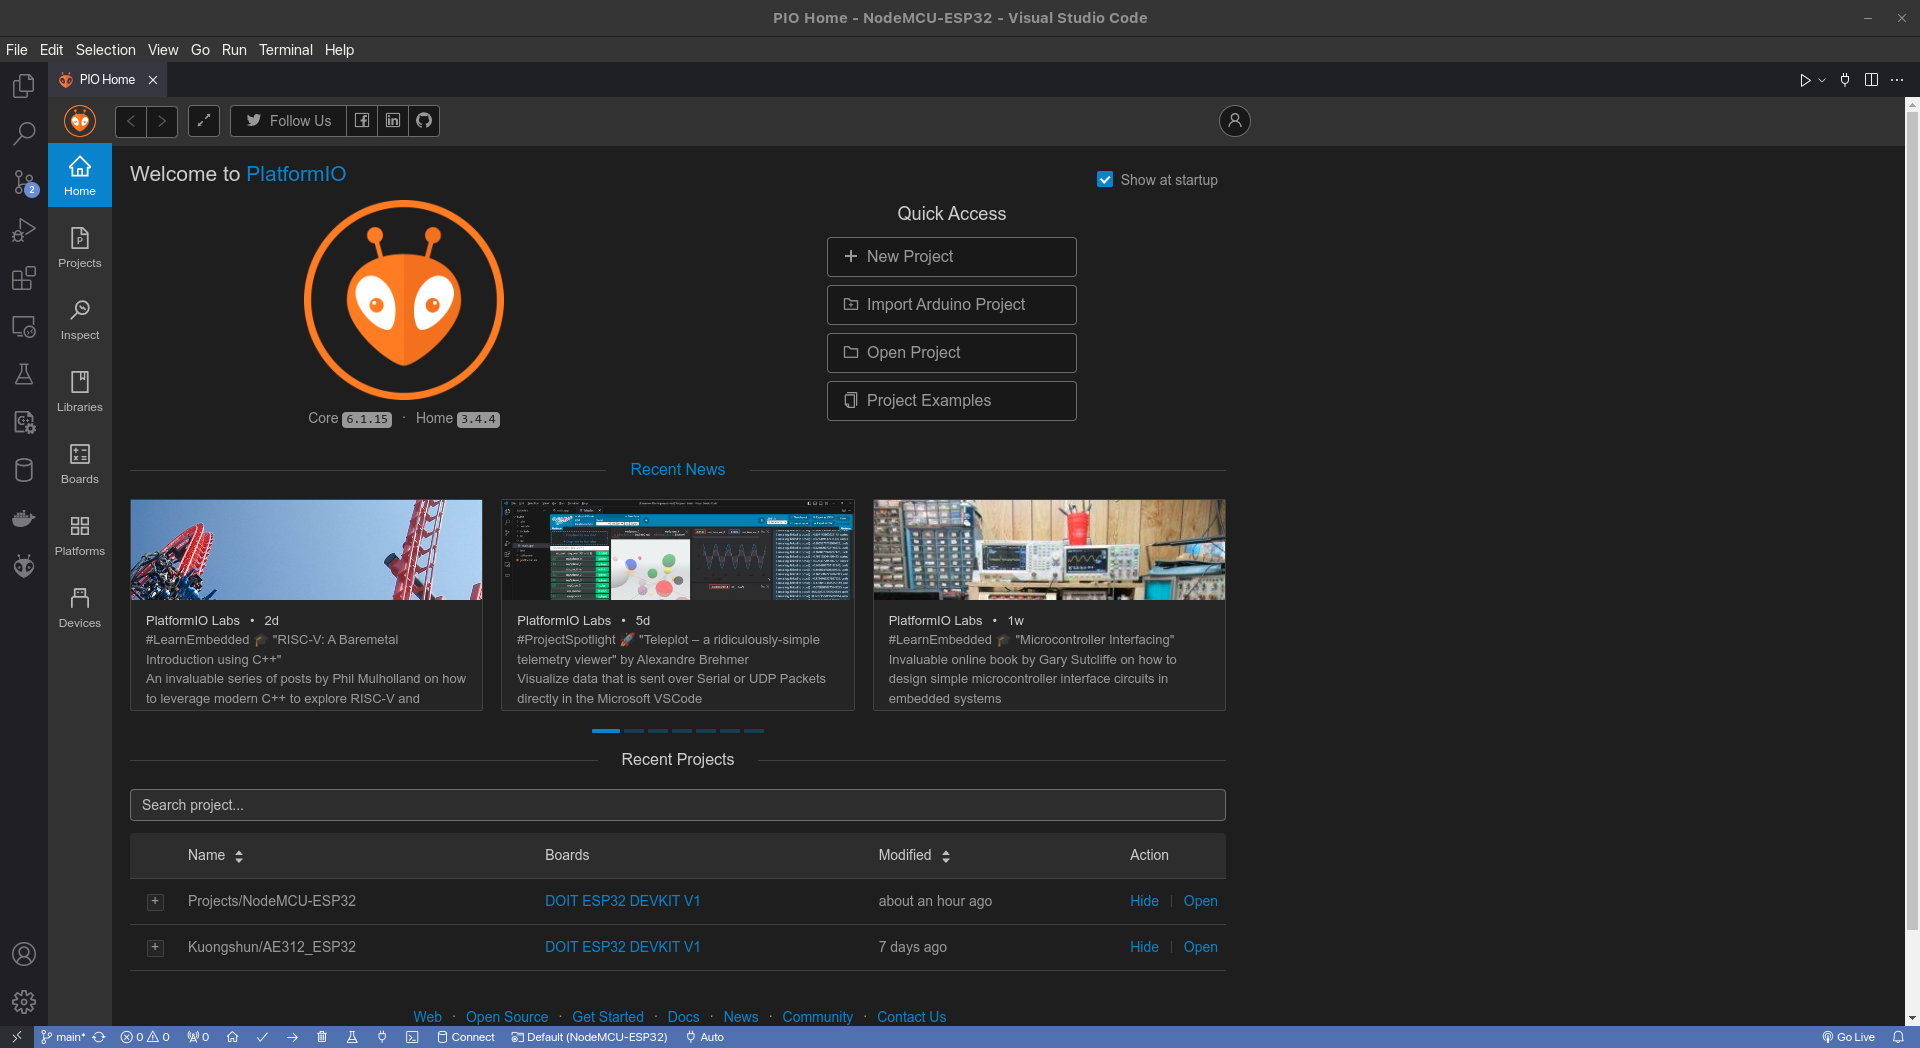 PIO Home - NodeMCU-ESP32 - Visual Studio Code
File Edit Selection View Go Run Terminal Help
PIO Home
Follow Us
2
Home
Projects
Inspect
Libraries
Boards
Platforms
Devices
Welcome to PlatformIO
Show at startup
Core 6.1.15 · Home 3.4.4
Quick Access
New Project
Import Arduino Project
Open Project
Project Examples
Recent News
PlatformIO Labs • 2d
#LearnEmbedded 🎓 "RISC-V: A Baremetal
Introduction using C++"
An invaluable series of posts by Phil Mulholland on how
to leverage modern C++ to explore RISC-V and
PlatformIO Labs • 5d
#ProjectSpotlight 🚀 "Teleplot – a ridiculously-simple
telemetry viewer" by Alexandre Brehmer
Visualize data that is sent over Serial or UDP Packets
directly in the Microsoft VSCode
PlatformIO Labs • 1w
#LearnEmbedded 🎓 "Microcontroller Interfacing"
Invaluable online book by Gary Sutcliffe on how to
design simple microcontroller interface circuits in
embedded systems
Recent Projects
Search project...
Name Boards Modified Action
Projects/NodeMCU-ESP32 DOIT ESP32 DEVKIT V1 about an hour ago Hide Open
Kuongshun/AE312_ESP32 DOIT ESP32 DEVKIT V1 7 days ago Hide Open
Web · Open Source · Get Started · Docs · News · Community · Contact Us
main* 0 0 0 Connect Default (NodeMCU-ESP32) Auto Go Live